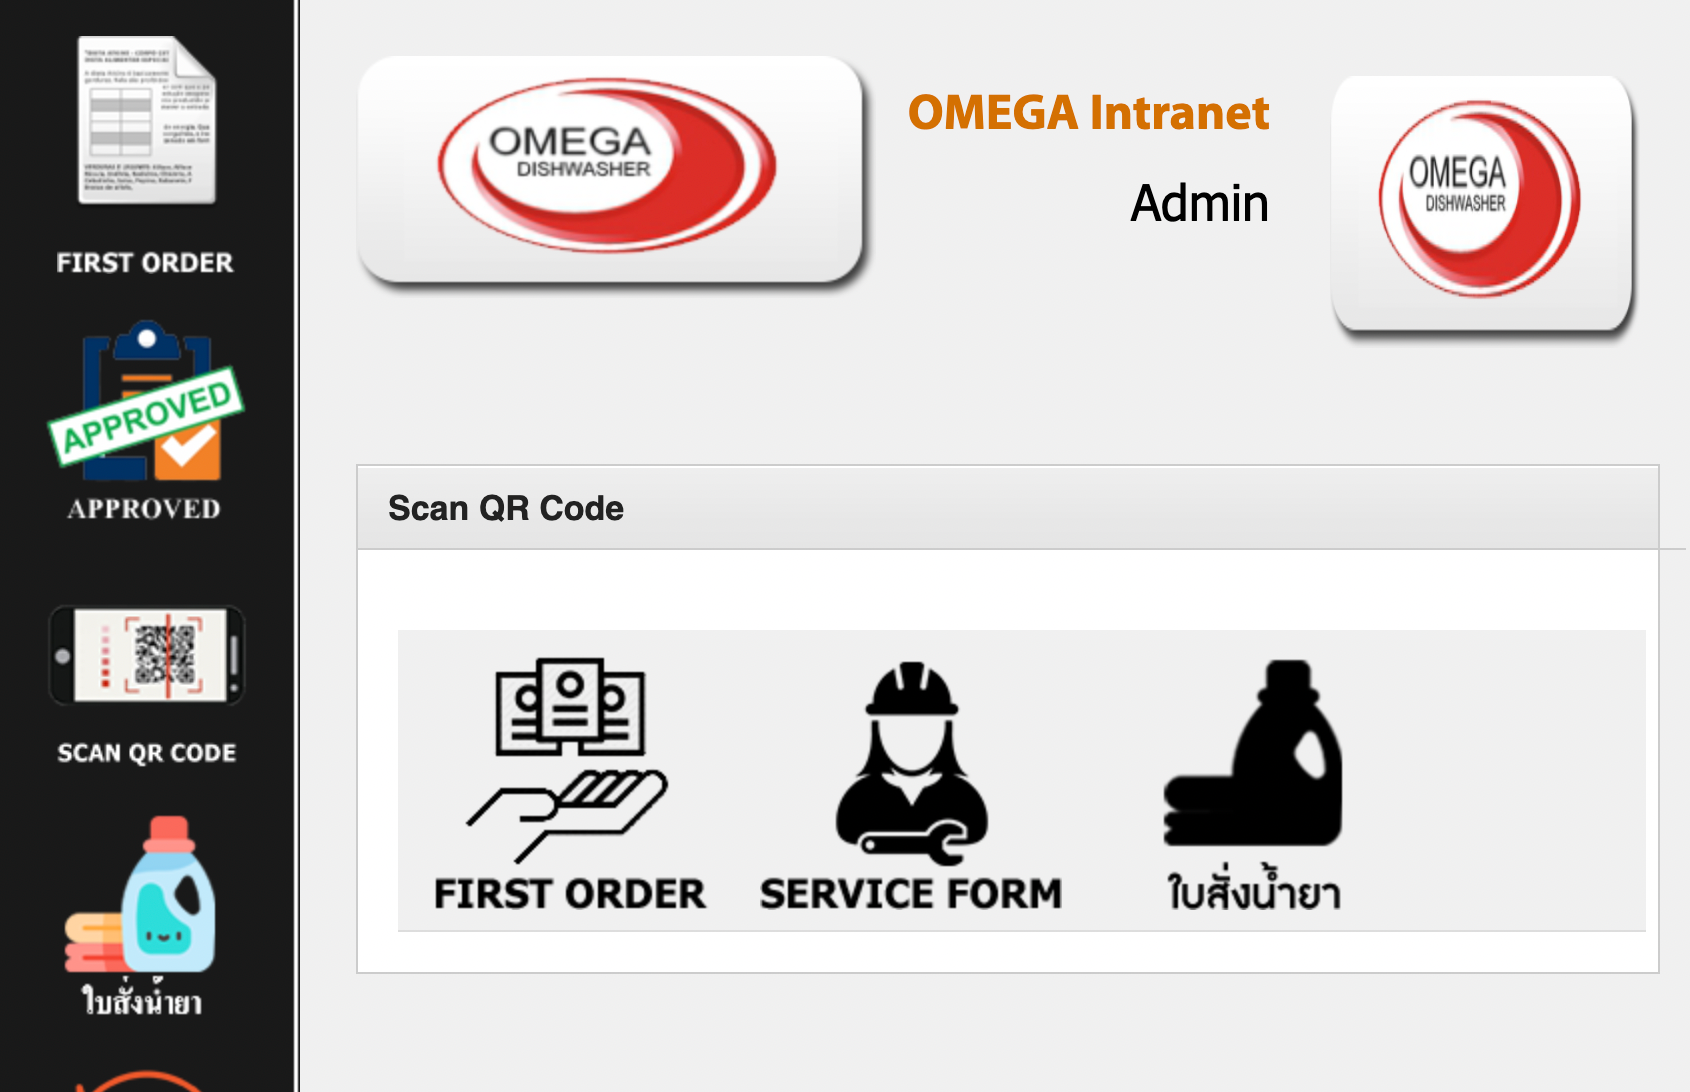 FIRST ORDER
APPROVED
APPROVED
SCAN QR CODE
ใบสั่งน้ำยา
OMEGA
DISHWASHER
OMEGA Intranet
Admin
OMEGA
DISHWASHER
Scan QR Code
FIRST ORDER
SERVICE FORM
ใบสั่งน้ำยา